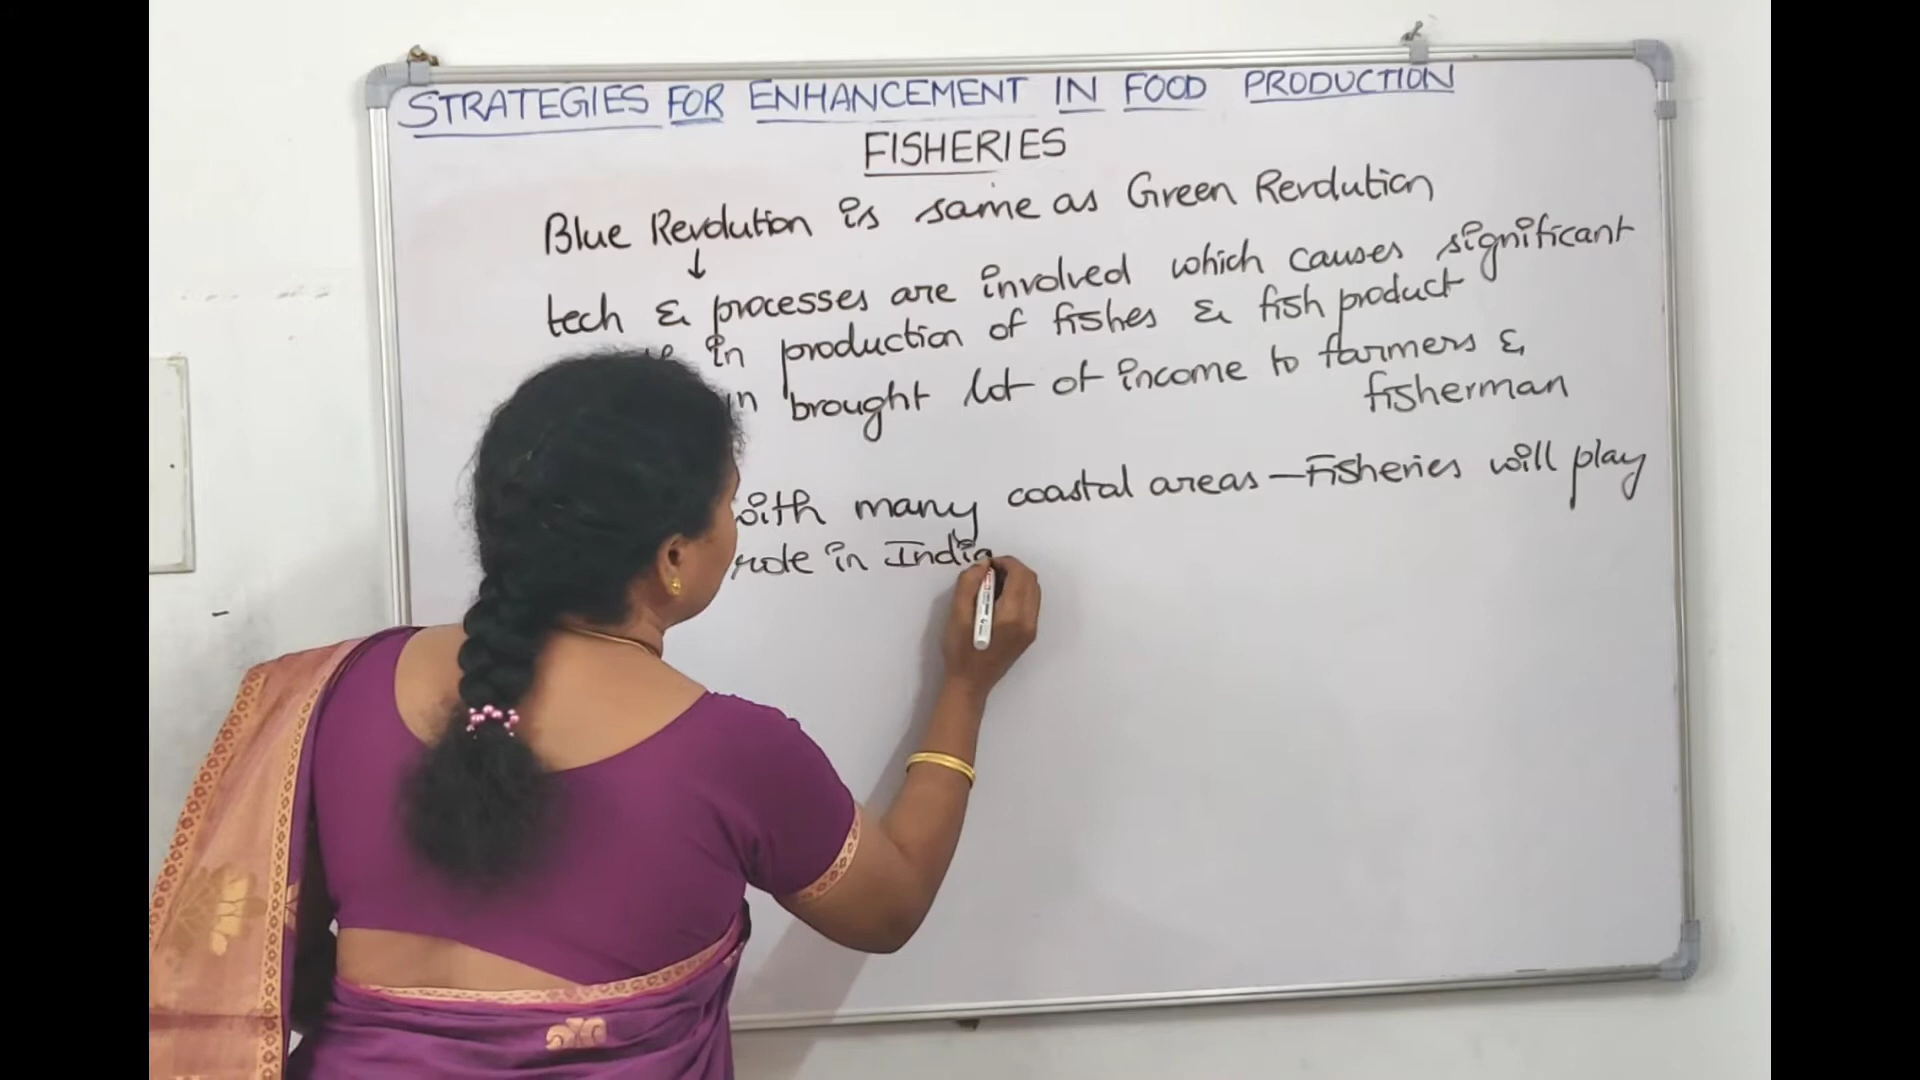 STRATEGIES FOR ENHANCEMENT IN FOOD PRODUCTION
FISHERIES
Blue Revolution is same as Green Revolution
↓
tech & processes are involved which causes significant
in production of fishes & fish product
brought lot of income to farmers &
fisherman
with many coastal areas - Fisheries will play
role in India